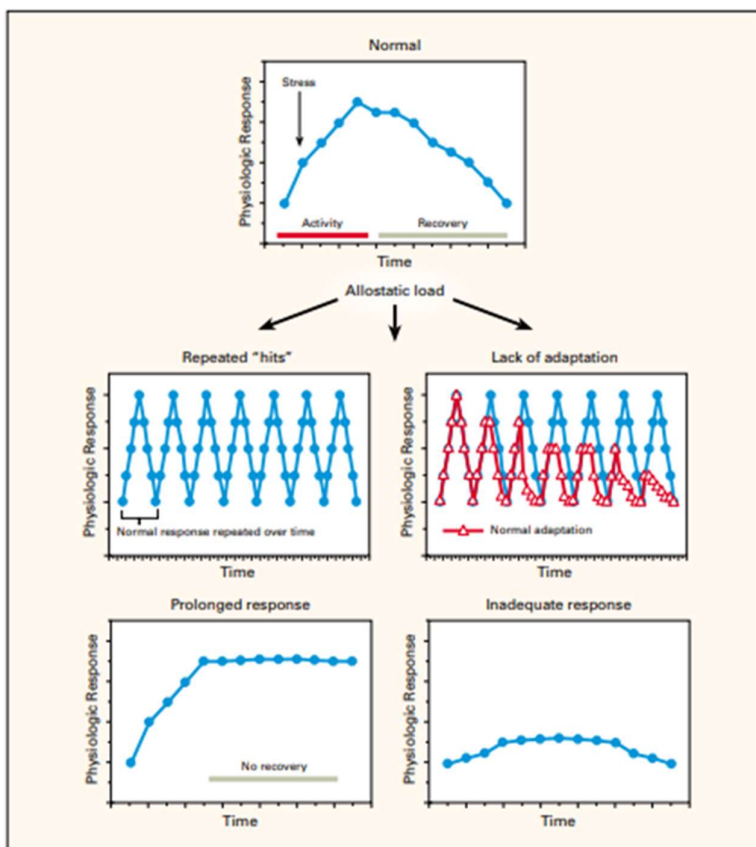 Normal
Physiologic Response
Stress
Activity
Recovery
Time
Allostatic load
Repeated "hits"
Physiologic Response
Normal response repeated over time
Time
Lack of adaptation
Physiologic Response
Normal adaptation
Time
Prolonged response
Physiologic Response
No recovery
Time
Inadequate response
Physiologic Response
Time